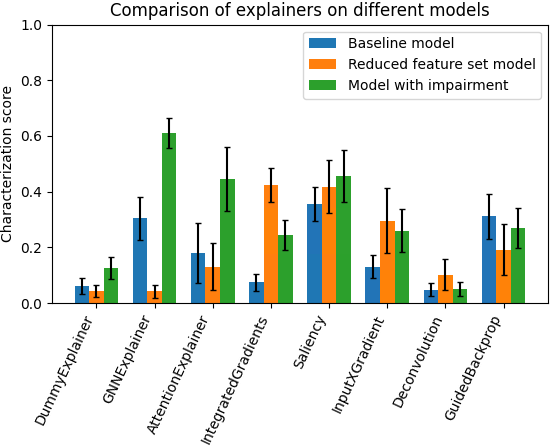 Comparison of explainers on different models
Characterization score
1.0
0.8
0.6
0.4
0.2
0.0
Baseline model
Reduced feature set model
Model with impairment
DummyExplainer
GNNExplainer
AttentionExplainer
IntegratedGradients
Saliency
InputXGradient
Deconvolution
GuidedBackprop